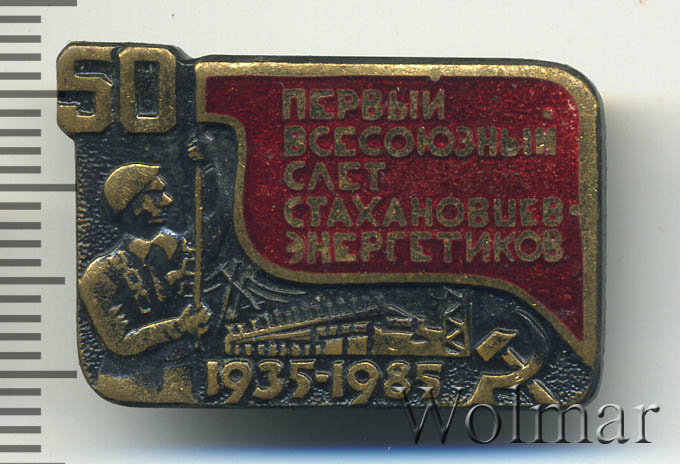 50
ПЕРВЫЙ
ВСЕСОЮЗНЫЙ
СЛЕТ
СТАХАНОВЦЕВ
ЭНЕРГЕТИКОВ
1935-1985
Wolmar